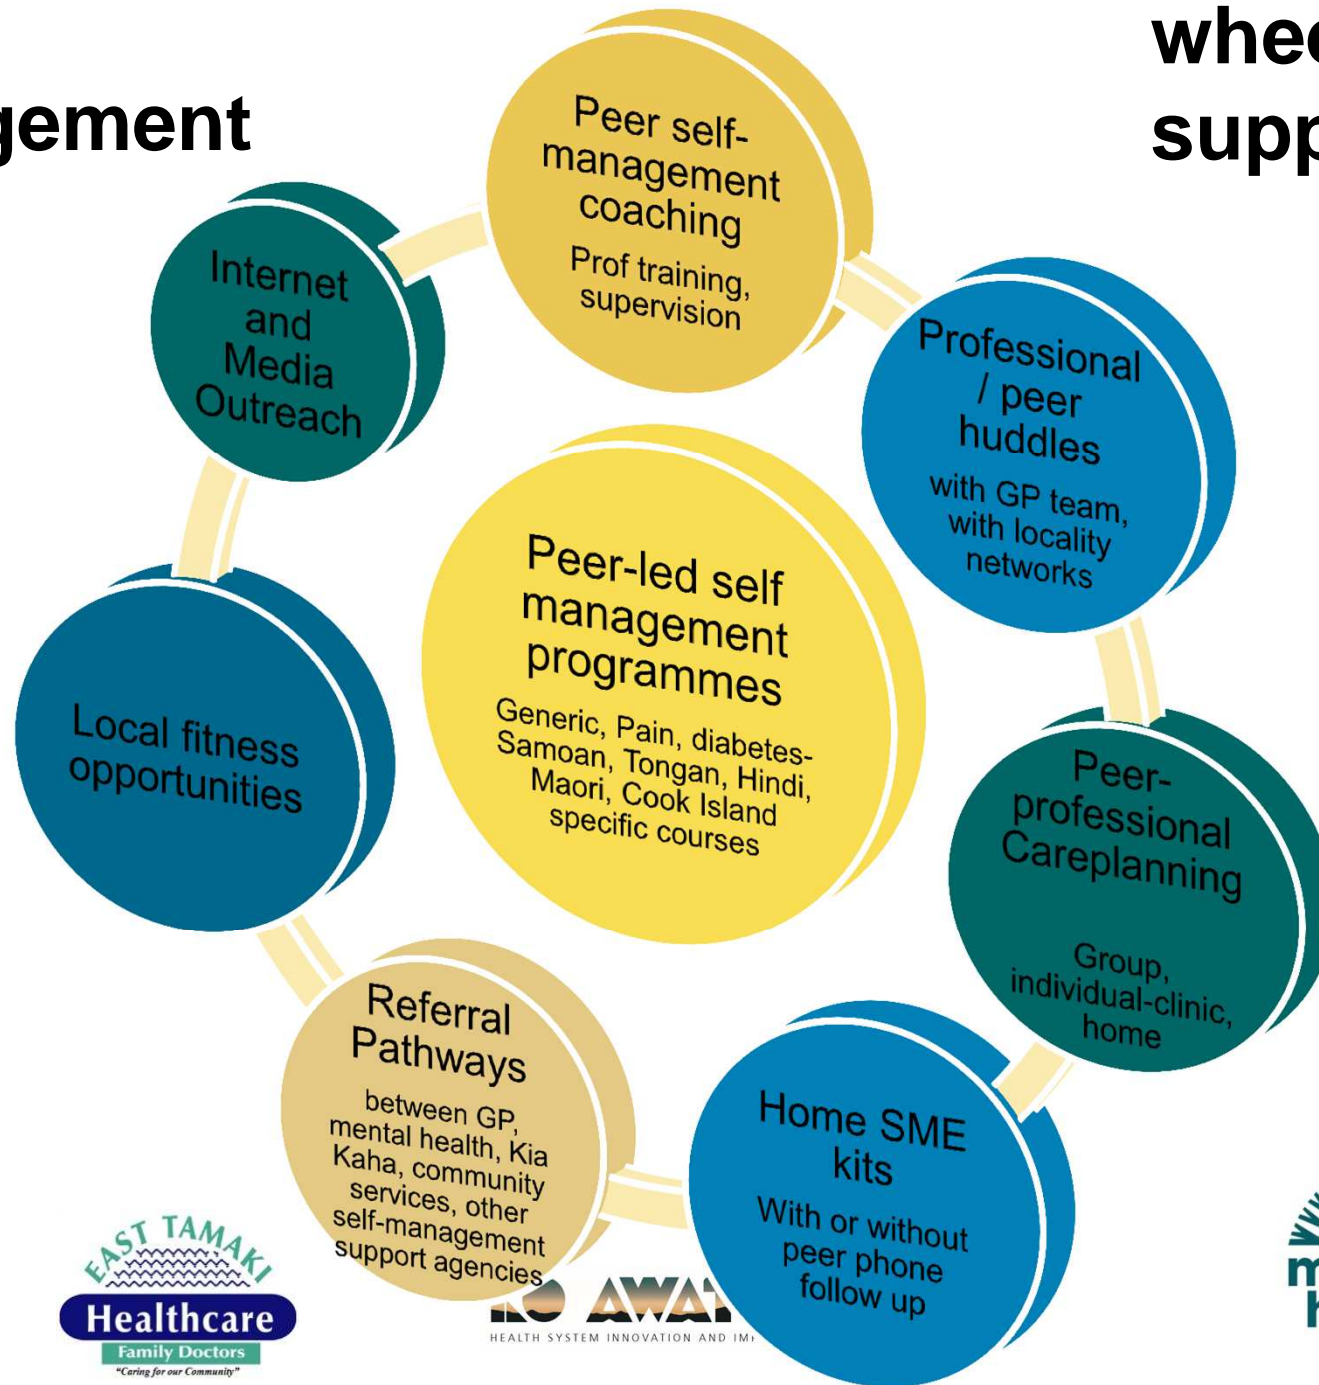 gement
whee
supp
Peer self-
management
coaching
Prof training,
supervision
Professional
/ peer
huddles
with GP team,
with locality
networks
Peer-
professional
Careplanning
Group,
individual-clinic,
home
Home SME
kits
With or without
peer phone
follow up
Referral
Pathways
between GP,
mental health, Kia
Kaha, community
services, other
self-management
support agencies
Local fitness
opportunities
Internet
and
Media
Outreach
Peer-led self
management
programmes
Generic, Pain, diabetes-
Samoan, Tongan, Hindi,
Maori, Cook Island
specific courses
EAST TAMAKI
Healthcare
Family Doctors
"Caring for our Community"
KO AWAT
HEALTH SYSTEM INNOVATION AND IM
m
h